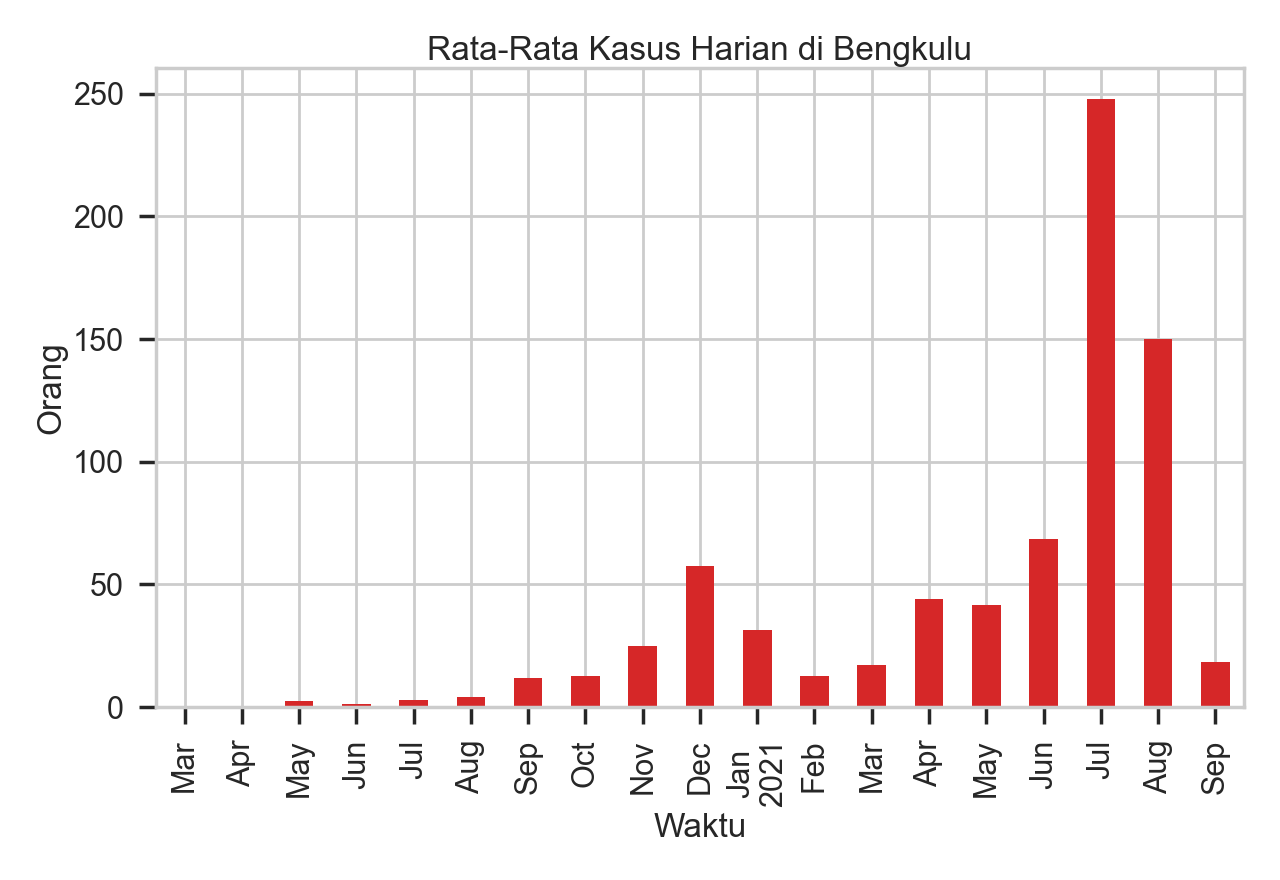 Rata-Rata Kasus Harian di Bengkulu
250
200
150
100
50
0
Orang
Mar
Apr
May
Jun
Jul
Aug
Sep
Oct
Nov
Dec
Jan
2021
Feb
Mar
Apr
May
Jun
Jul
Aug
Sep
Waktu